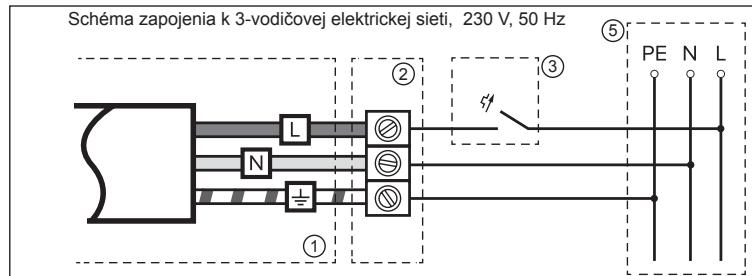 Schéma zapojenia k 3-vodičovej elektrickej sieti, 230 V, 50 Hz
5
PE N L
2
3
L
N
1